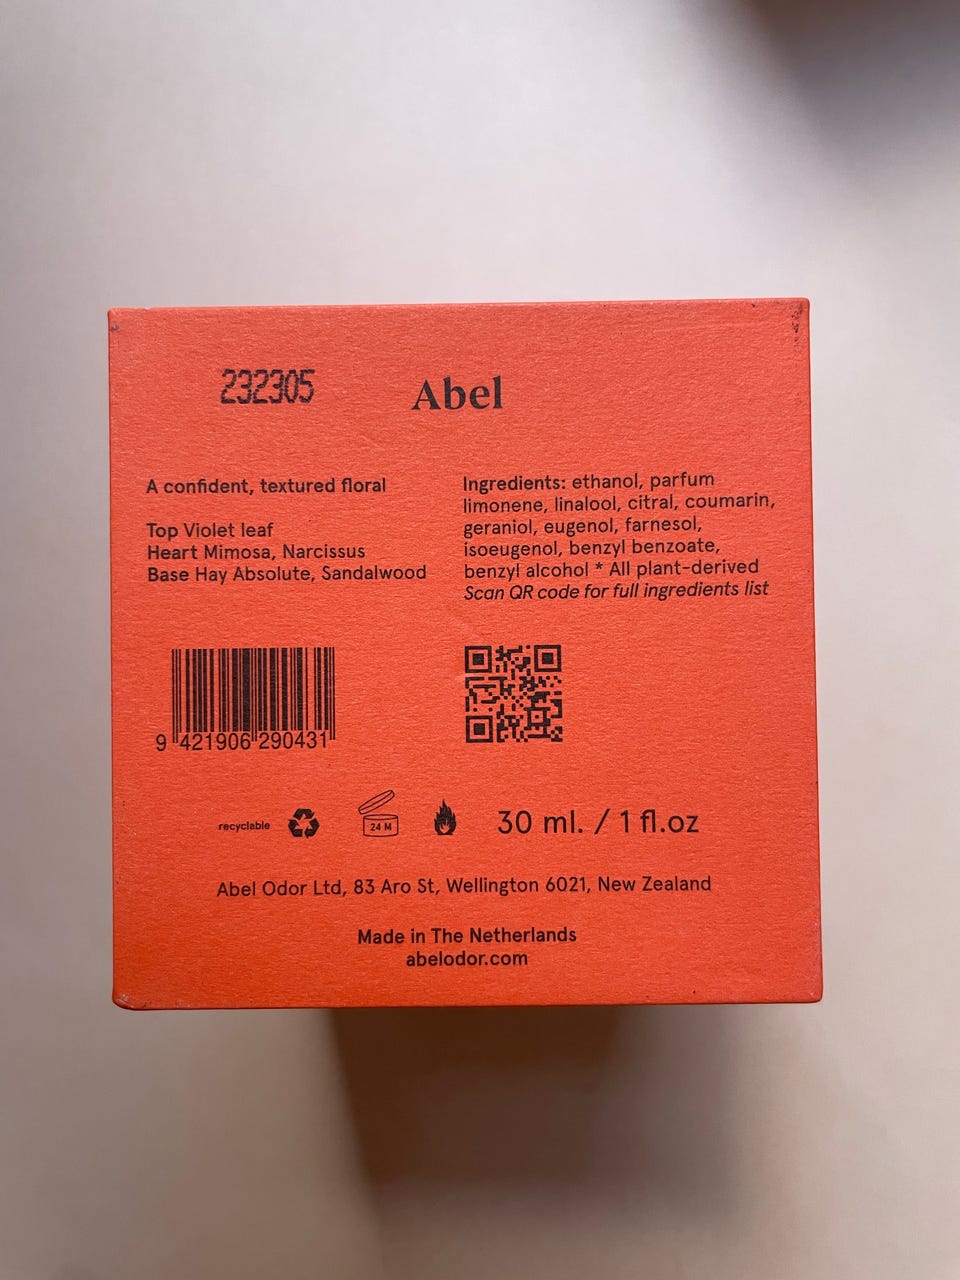 232305
Abel
A confident, textured floral
Top Violet leaf
Heart Mimosa, Narcissus
Base Hay Absolute, Sandalwood
Ingredients: ethanol, parfum
limonene, linalool, citral, coumarin,
geraniol, eugenol, farnesol,
isoeugenol, benzyl benzoate,
benzyl alcohol * All plant-derived
Scan QR code for full ingredients list
9 421906 290431
recyclable
24 M
30 ml. / 1 fl.oz
Abel Odor Ltd, 83 Aro St, Wellington 6021, New Zealand
Made in The Netherlands
abelodor.com